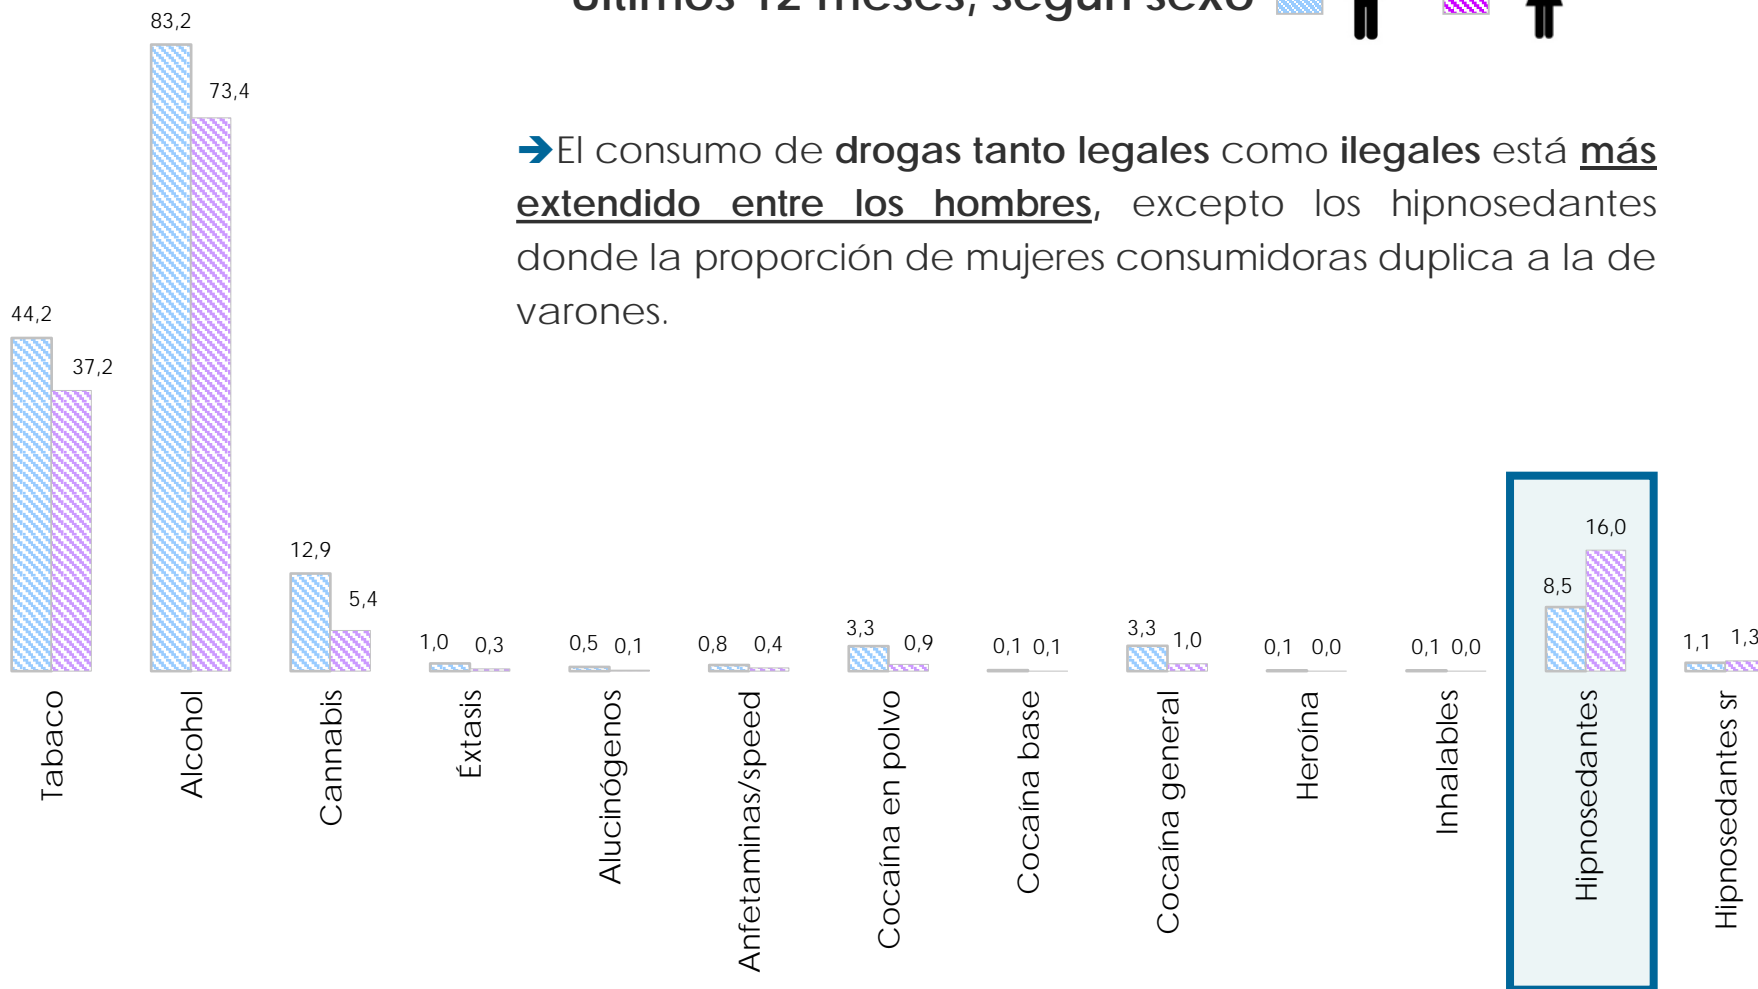 Últimos 12 meses, según sexo
83,2
73,4
➔El consumo de drogas tanto legales como ilegales está más
extendido entre los hombres, excepto los hipnosedantes
donde la proporción de mujeres consumidoras duplica a la de
varones.
44,2
37,2
12,9
5,4
1,0 0,3
0,5 0,1
0,8 0,4
3,3 0,9
0,1 0,1
3,3 1,0
0,1 0,0
0,1 0,0
8,5 16,0
1,1 1,3
Tabaco
Alcohol
Cannabis
Éxtasis
Alucinógenos
Anfetaminas/speed
Cocaína en polvo
Cocaína base
Cocaína general
Heroína
Inhalables
Hipnosedantes
Hipnosedantes sr